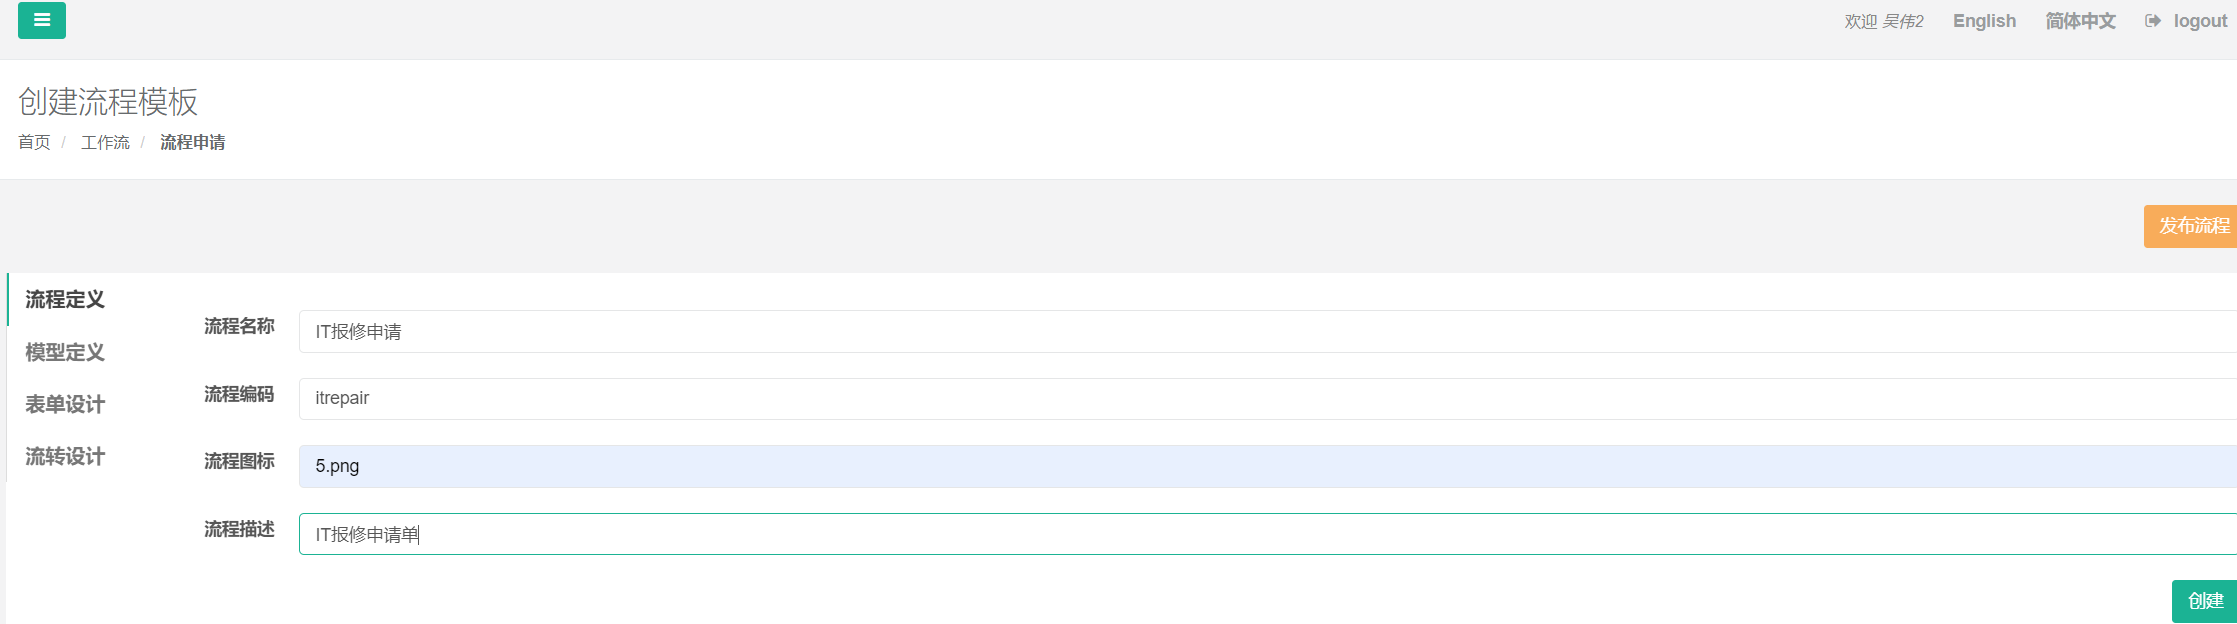 欢迎 吴伟2 English 简体中文 logout
创建流程模板
首页 / 工作流 / 流程申请
发布流程
流程定义
模型定义
表单设计
流转设计
流程名称 IT报修申请
流程编码 itrepair
流程图标 5.png
流程描述 IT报修申请单
创建